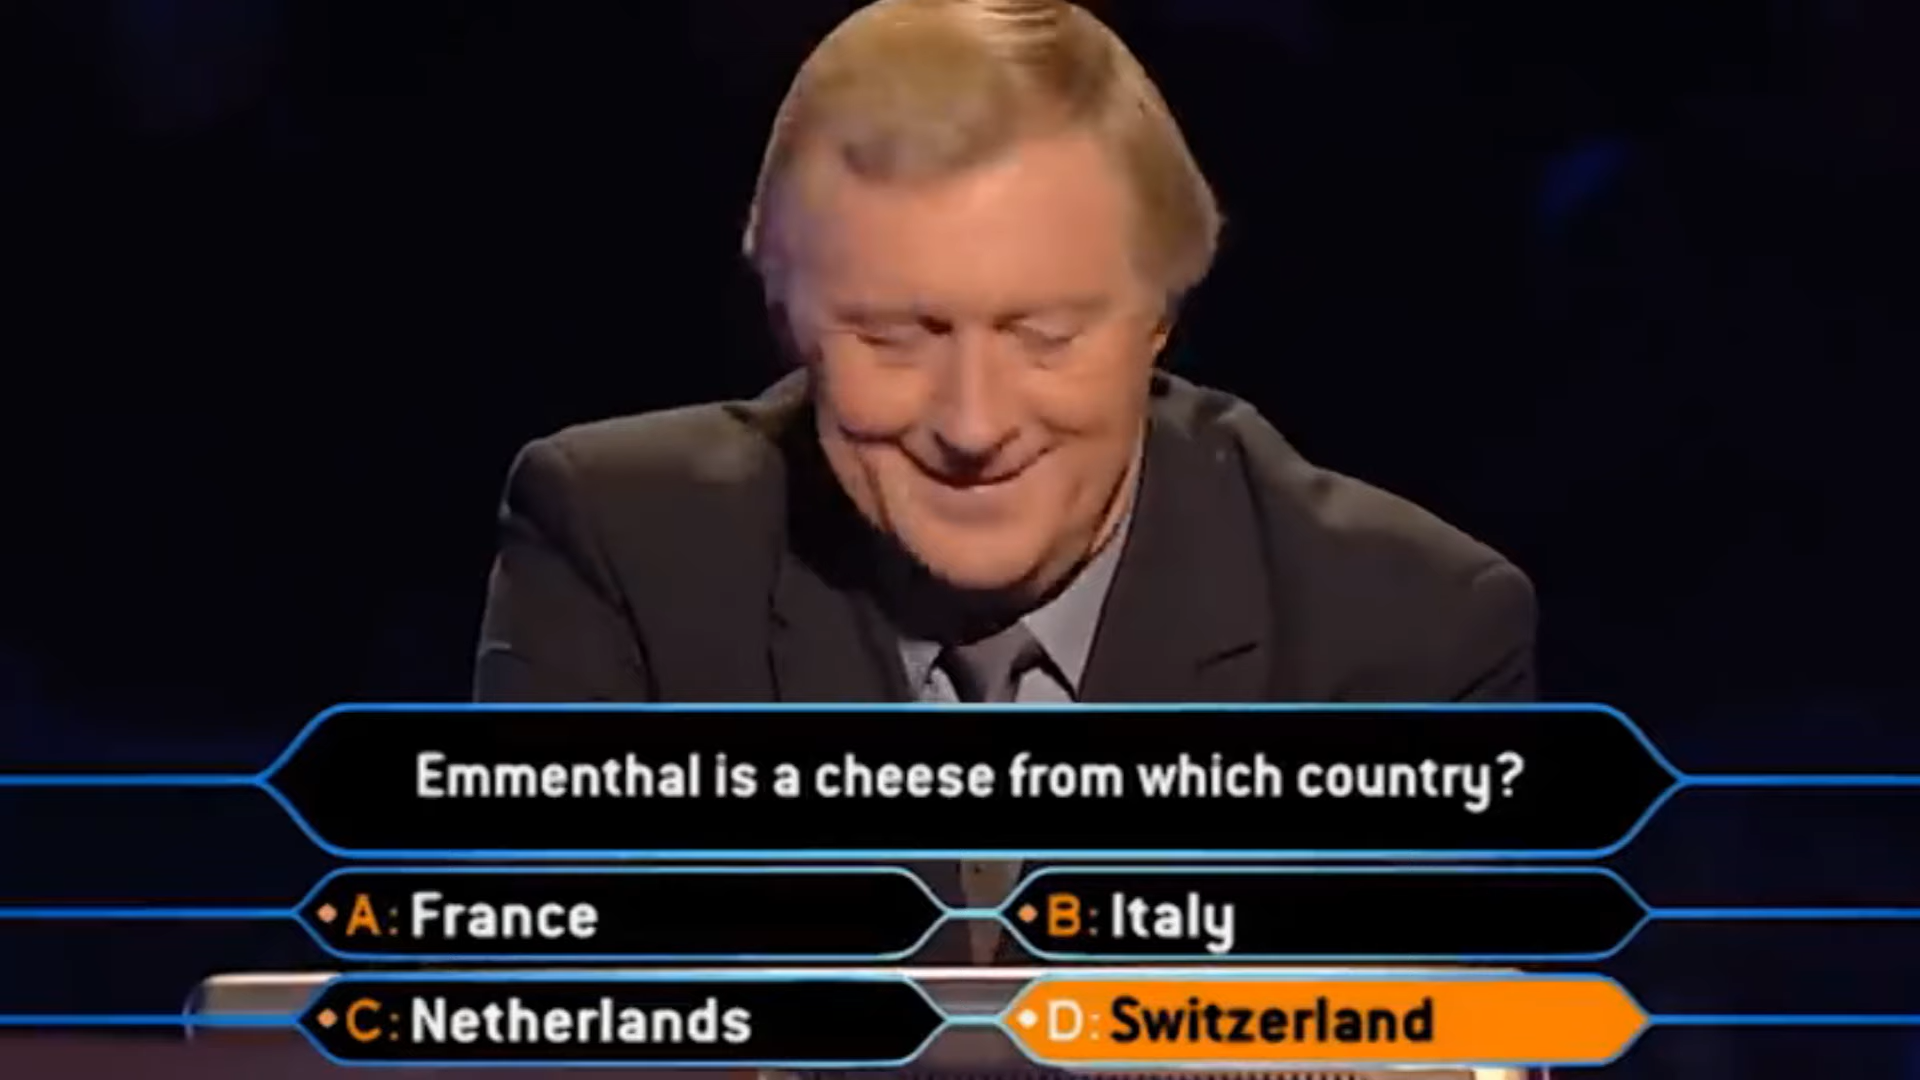 Emmenthal is a cheese from which country?
A: France
B: Italy
C: Netherlands
D: Switzerland